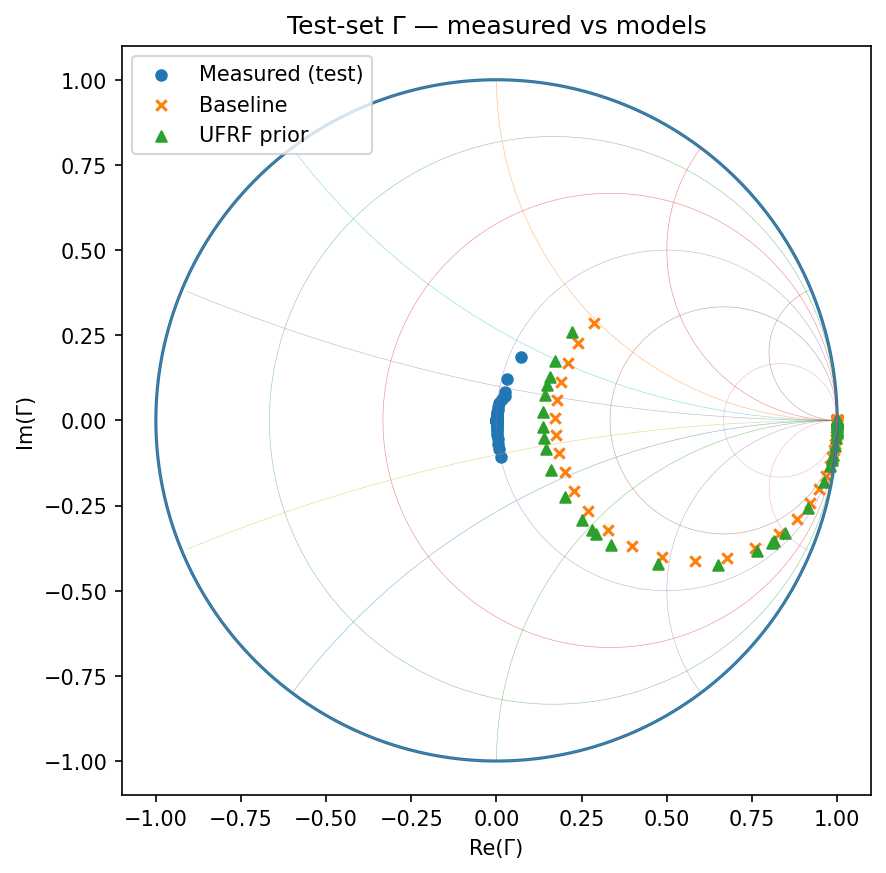 Test-set Γ — measured vs models
Measured (test)
Baseline
UFRF prior
1.00
0.75
0.50
0.25
0.00
−0.25
−0.50
−0.75
−1.00
Im(Γ)
−1.00 −0.75 −0.50 −0.25 0.00 0.25 0.50 0.75 1.00
Re(Γ)